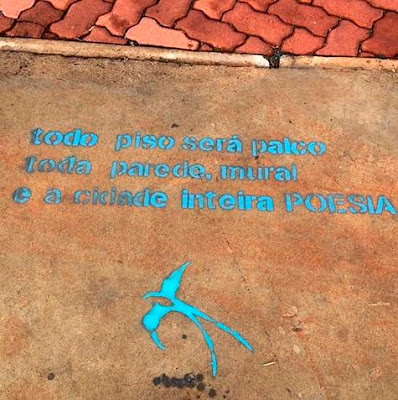 todo piso será palco
toda parede, mural
e a cidade inteira POESIA